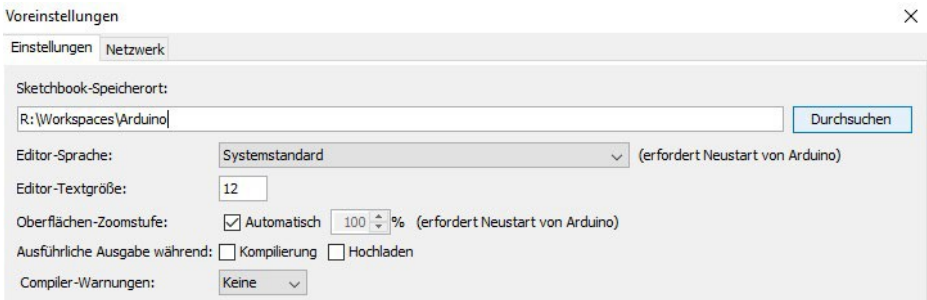 Voreinstellungen
Einstellungen Netzwerk
Sketchbook-Speicherort:
R:\Workspaces\Arduino Durchsuchen
Editor-Sprache: Systemstandard (erfordert Neustart von Arduino)
Editor-Textgröße: 12
Oberflächen-Zoomstufe: Automatisch 100 % (erfordert Neustart von Arduino)
Ausführliche Ausgabe während: Kompilierung Hochladen
Compiler-Warnungen: Keine